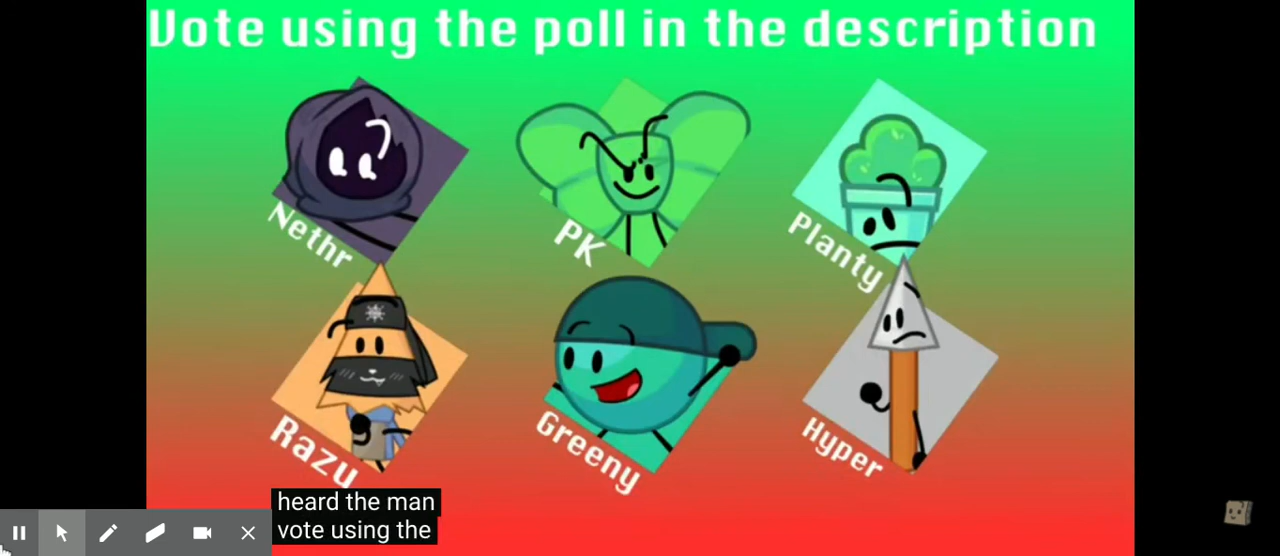 Vote using the poll in the description
Nethr
PK
Planty
Razu
Greeny
Hyper
heard the man
vote using the